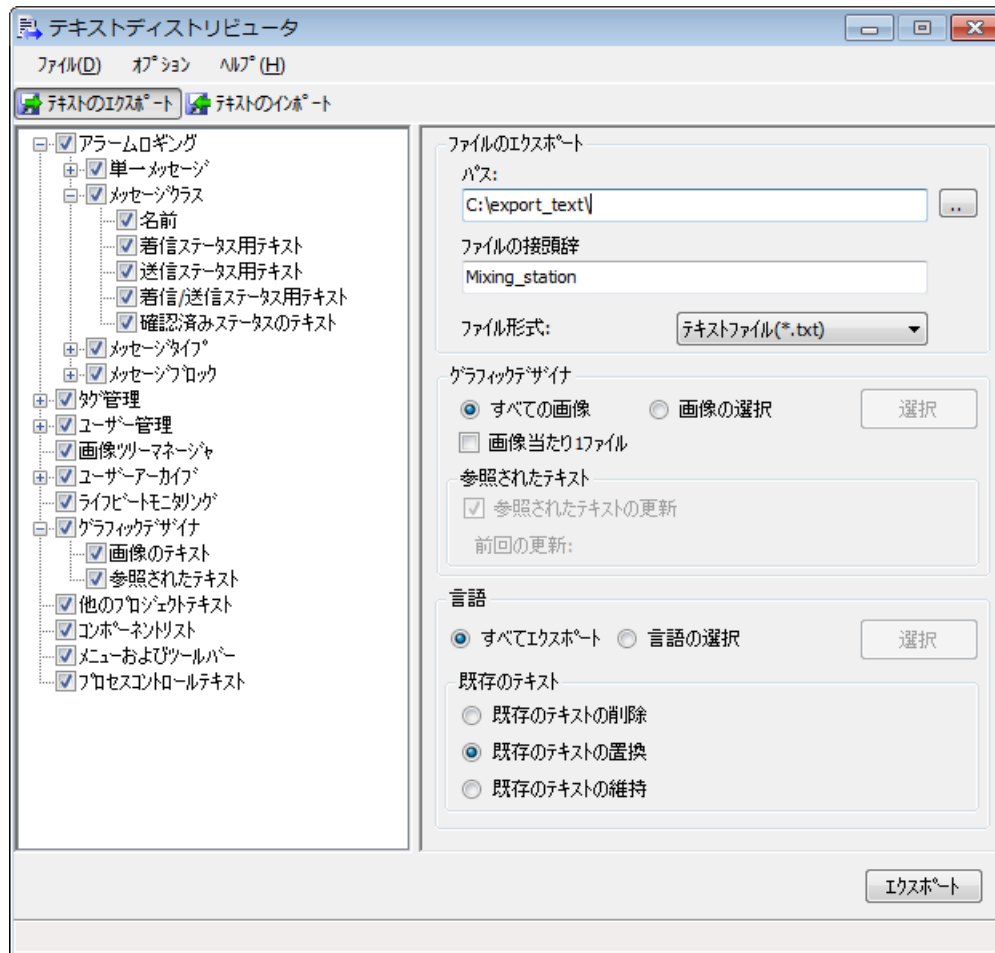 テキストディストリビュータ
ファイル(D) オプション ヘルプ(H)
テキストのエクスポート テキストのインポート
アラームロギング
単一メッセージ
メッセージクラス
名前
着信ステータス用テキスト
送信ステータス用テキスト
着信/送信ステータス用テキスト
確認済みステータスのテキスト
メッセージタイプ
メッセージブロック
タグ管理
ユーザー管理
画像ツリーマネージャ
ユーザーアーカイブ
ライフビートモニタリング
グラフィックデザイナ
画像のテキスト
参照されたテキスト
他のプロジェクトテキスト
コンポーネントリスト
メニューおよびツールバー
プロセスコントロールテキスト
ファイルのエクスポート
パス:
C:\export_text\
..
ファイルの接頭辞
Mixing_station
ファイル形式: テキストファイル(*.txt)
グラフィックデザイナ
すべての画像 画像の選択 選択
画像当たり1ファイル
参照されたテキスト
参照されたテキストの更新
前回の更新:
言語
すべてエクスポート 言語の選択 選択
既存のテキスト
既存のテキストの削除
既存のテキストの置換
既存のテキストの維持
エクスポート